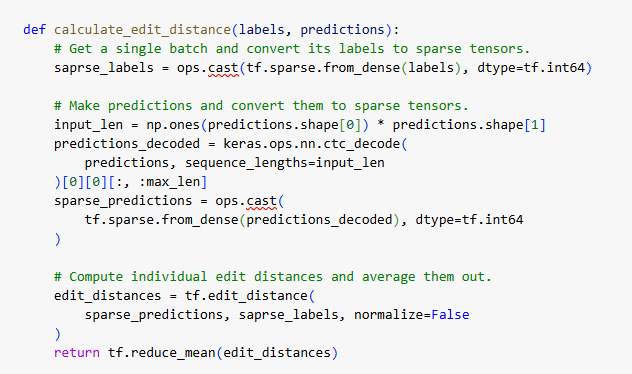 def calculate_edit_distance(labels, predictions):
    # Get a single batch and convert its labels to sparse tensors.
    saprse_labels = ops.cast(tf.sparse.from_dense(labels), dtype=tf.int64)

    # Make predictions and convert them to sparse tensors.
    input_len = np.ones(predictions.shape[0]) * predictions.shape[1]
    predictions_decoded = keras.ops.nn.ctc_decode(
        predictions, sequence_lengths=input_len
    )[0][0][:, :max_len]
    sparse_predictions = ops.cast(
        tf.sparse.from_dense(predictions_decoded), dtype=tf.int64
    )

    # Compute individual edit distances and average them out.
    edit_distances = tf.edit_distance(
        sparse_predictions, saprse_labels, normalize=False
    )
    return tf.reduce_mean(edit_distances)